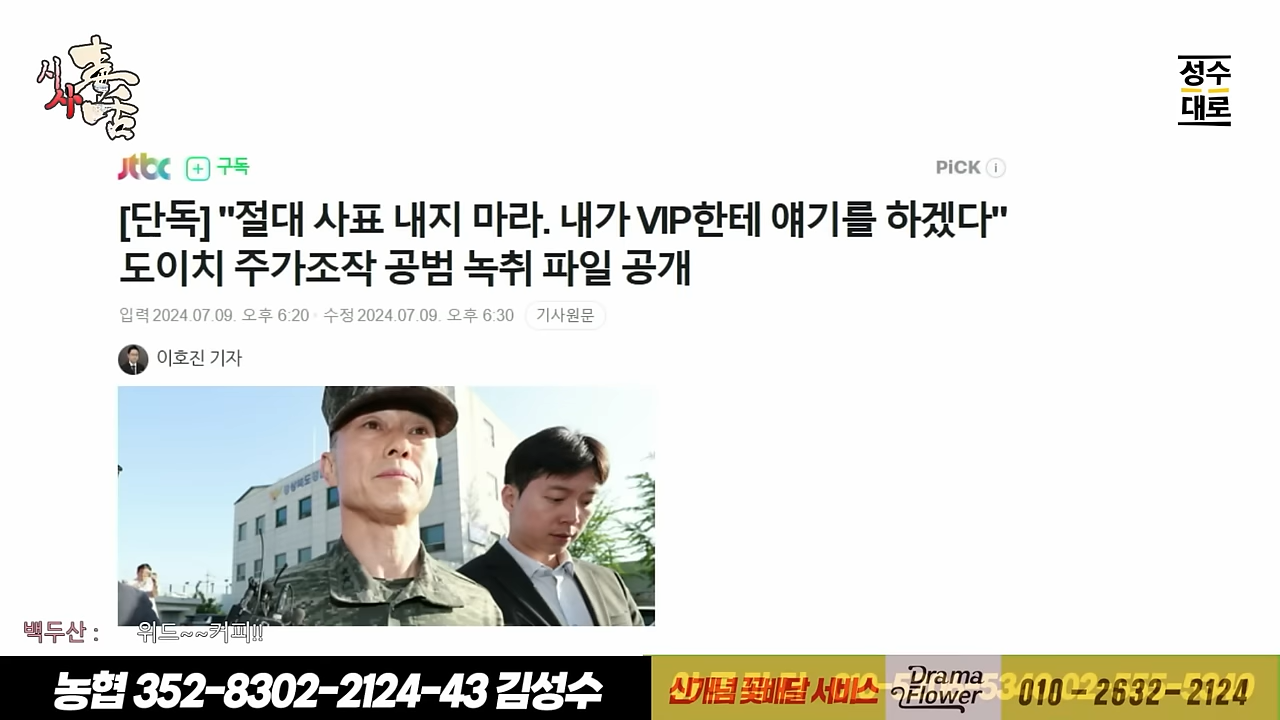 시사
성수
대로
jtbc + 구독
PiCK i
[단독] "절대 사표 내지 마라. 내가 VIP한테 얘기를 하겠다"
도이치 주가조작 공범 녹취 파일 공개
입력 2024.07.09. 오후 6:20 · 수정 2024.07.09. 오후 6:30 기사원문
이호진 기자
백두산 : 위드~~커피!!
농협 352-8302-2124-43 김성수
신개념 꽃배달 서비스
Drama
Flower
010-2632-2124